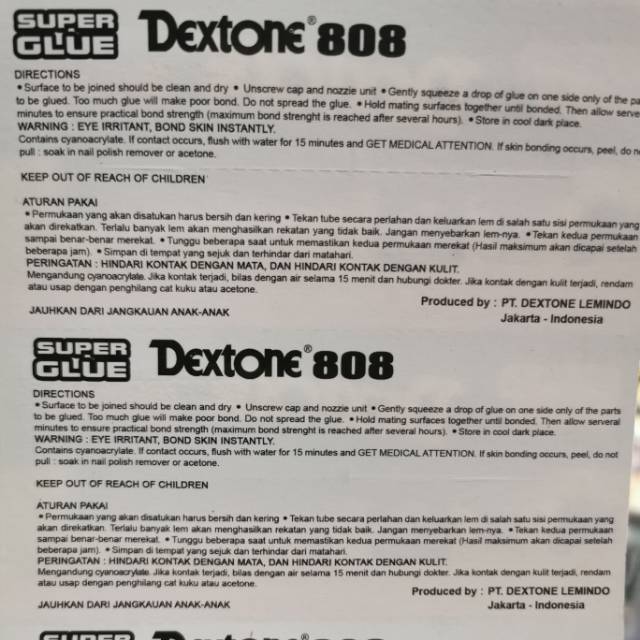 SUPER GLUE Dextone® 808
DIRECTIONS
• Surface to be joined should be clean and dry • Unscrew cap and nozzie unit • Gently squeeze a drop of glue on one side only of the
to be glued. Too much glue will make poor bond. Do not spread the glue. • Hold mating surfaces together until bonded. Then allow
minutes to ensure practical bond strength (maximum bond strenght is reached after several hours). • Store in cool dark place.
WARNING : EYE IRRITANT, BOND SKIN INSTANTLY.
Contains cyanoacrylate. If contact occurs, flush with water for 15 minutes and GET MEDICAL ATTENTION. If skin bonding occurs, peel, do
pull : soak in nail polish remover or acetone.
KEEP OUT OF REACH OF CHILDREN
ATURAN PAKAI
• Permukaan yang akan disatukan harus bersih dan kering • Tekan tube secara perlahan dan keluarkan lem di salah satu sisi permukaan yang
akan direkatkan. Terlalu banyak lem akan menghasilkan rekatan yang tidak baik. Jangan menyebarkan lem-nya. • Tekan kedua permukaan
sampai benar-benar merekat. • Tunggu beberapa saat untuk memastikan kedua permukaan merekat (Hasil maksimum akan dicapai setelah
beberapa jam). • Simpan di tempat yang sejuk dan terhindar dari matahari.
PERINGATAN : HINDARI KONTAK DENGAN MATA, DAN HINDARI KONTAK DENGAN KULIT.
Mengandung cyanoacrylate. Jika kontak terjadi, bilas dengan air selama 15 menit dan hubungi dokter. Jika kontak dengan kulit terjadi, rendam
atau usap dengan penghilang cat kuku atau acetone.
Produced by : PT. DEXTONE LEMINDO
Jakarta - Indonesia
JAUHKAN DARI JANGKAUAN ANAK-ANAK
SUPER GLUE Dextone® 808
DIRECTIONS
• Surface to be joined should be clean and dry • Unscrew cap and nozzie unit • Gently squeeze a drop of glue on one side only of the parts
to be glued. Too much glue will make poor bond. Do not spread the glue. • Hold mating surfaces together until bonded. Then allow serveral
minutes to ensure practical bond strength (maximum bond strenght is reached after several hours). • Store in cool dark place.
WARNING : EYE IRRITANT, BOND SKIN INSTANTLY.
Contains cyanoacrylate. If contact occurs, flush with water for 15 minutes and GET MEDICAL ATTENTION. If skin bonding occurs, peel, do not
pull : soak in nail polish remover or acetone.
KEEP OUT OF REACH OF CHILDREN
ATURAN PAKAI
• Permukaan yang akan disatukan harus bersih dan kering • Tekan tube secara perlahan dan keluarkan lem di salah satu sisi permukaan yang
akan direkatkan. Terlalu banyak lem akan menghasilkan rekatan yang tidak baik. Jangan menyebarkan lem-nya. • Tekan kedua permukaan
sampai benar-benar merekat. • Tunggu beberapa saat untuk memastikan kedua permukaan merekat (Hasil maksimum akan dicapai setelah
beberapa jam). • Simpan di tempat yang sejuk dan terhindar dari matahari.
PERINGATAN : HINDARI KONTAK DENGAN MATA, DAN HINDARI KONTAK DENGAN KULIT.
Mengandung cyanoacrylate. Jika kontak terjadi, bilas dengan air selama 15 menit dan hubungi dokter. Jika kontak dengan kulit terjadi, rendam
atau usap dengan penghilang cat kuku atau acetone.
Produced by : PT. DEXTONE LEMINDO
Jakarta - Indonesia
JAUHKAN DARI JANGKAUAN ANAK-ANAK